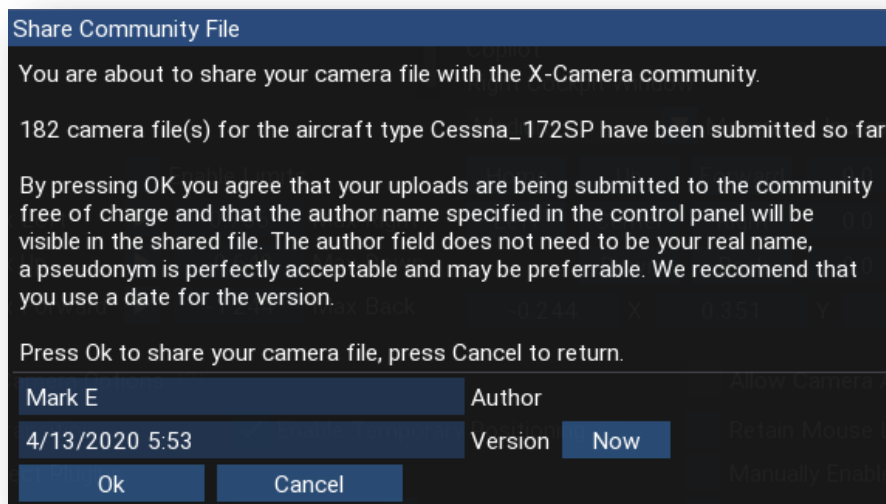 Share Community File
You are about to share your camera file with the X-Camera community.
182 camera file(s) for the aircraft type Cessna_172SP have been submitted so far
By pressing OK you agree that your uploads are being submitted to the community
free of charge and that the author name specified in the control panel will be
visible in the shared file. The author field does not need to be your real name,
a pseudonym is perfectly acceptable and may be preferrable. We reccomend that
you use a date for the version.
Press Ok to share your camera file, press Cancel to return.
Mark E Author
4/13/2020 5:53 Version Now
Ok Cancel